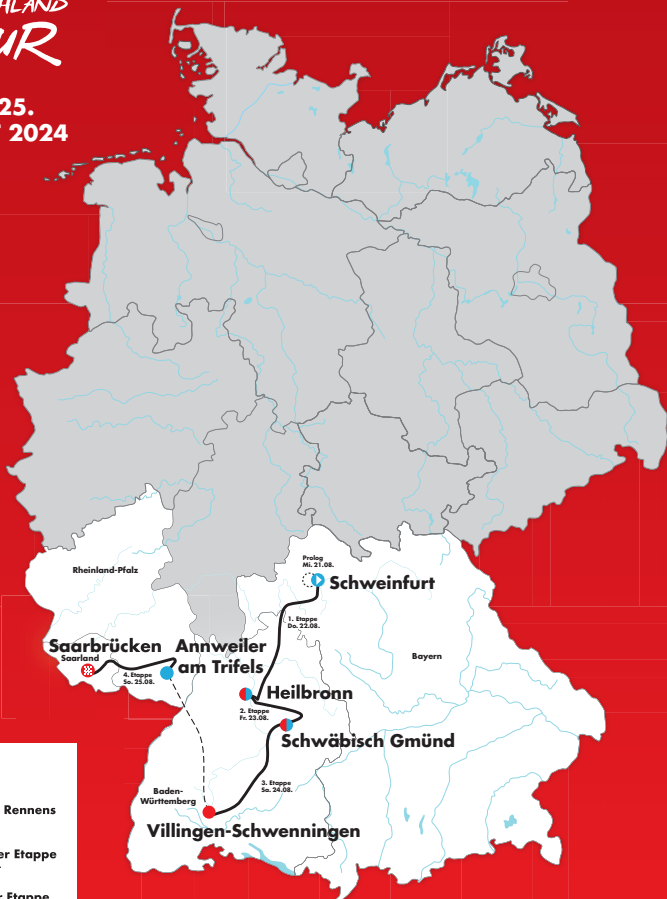 HLAND
UR
25.
2024
Prolog
Mi. 21.08.
Schweinfurt
Rheinland-Pfalz
1. Etappe
Do. 22.08.
Saarbrücken
Saarland
Annweiler
am Trifels
Bayern
4. Etappe
So. 25.08.
Heilbronn
2. Etappe
Fr. 23.08.
Schwäbisch Gmünd
3. Etappe
Sa. 24.08.
Baden-
Württemberg
Villingen-Schwenningen
Rennens
er Etappe
r Etappe